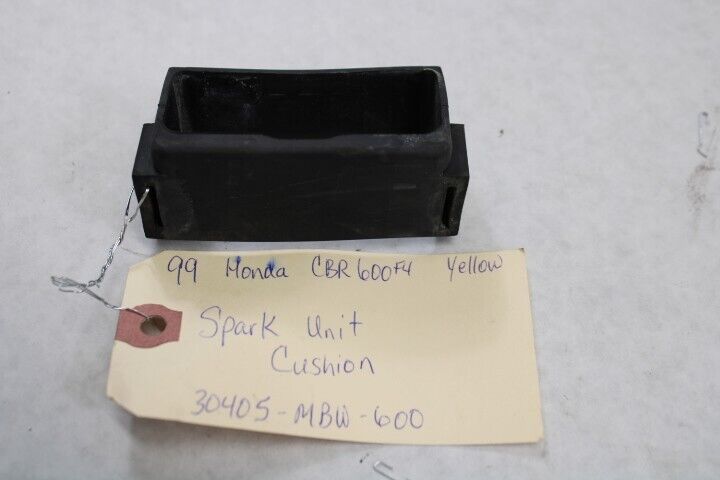 99 Honda CBR600F4 Yellow
Spark Unit
Cushion
30405-MBW-600